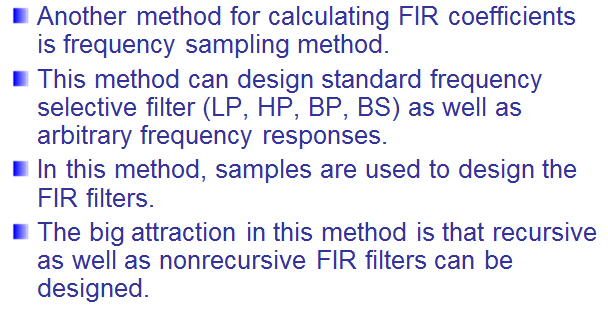 Another method for calculating FIR coefficients
is frequency sampling method.
This method can design standard frequency
selective filter (LP, HP, BP, BS) as well as
arbitrary frequency responses.
In this method, samples are used to design the
FIR filters.
The big attraction in this method is that recursive
as well as nonrecursive FIR filters can be
designed.